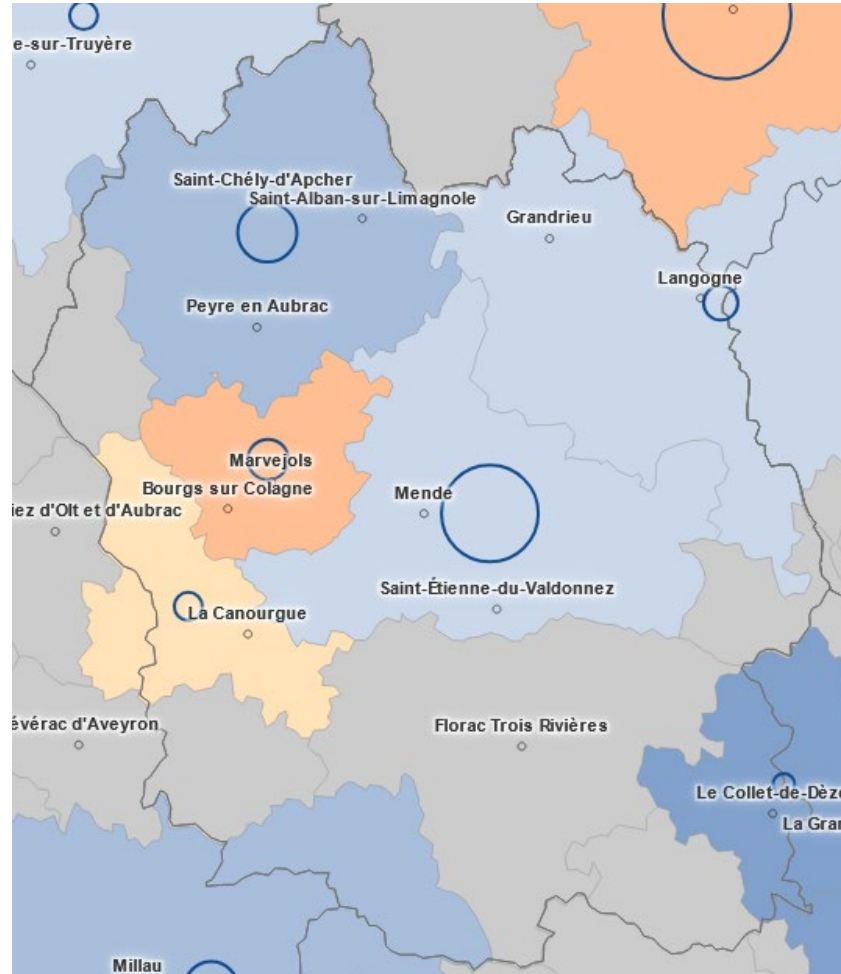 e-sur-Truyère
Saint-Chély-d'Apcher
Saint-Alban-sur-Limagnole
Grandrieu
Langogne
Peyre en Aubrac
Marvejols
Bourgs sur Colagne
Mende
iez d'Olt et d'Aubrac
Saint-Étienne-du-Valdonnez
La Canourgue
évérac d'Aveyron
Florac Trois Rivières
Le Collet-de-Dèze
La Gran
Millau